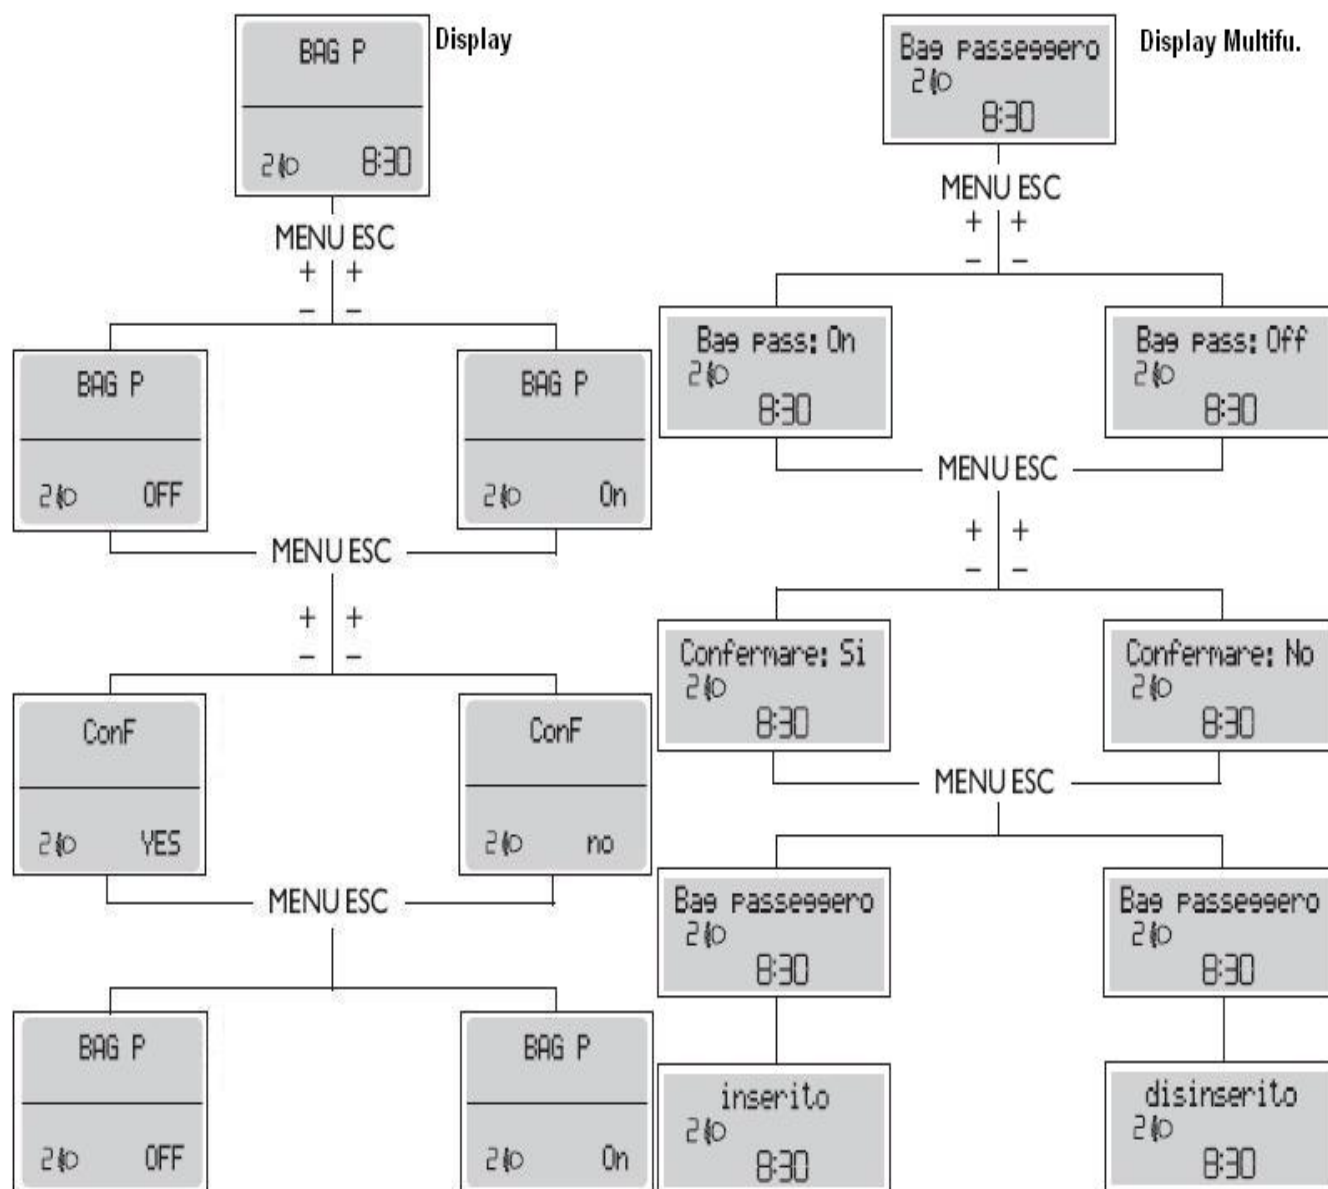 BAG P
2 8:30
Display
MENU ESC
+ +
– –
BAG P
2 OFF
BAG P
2 On
MENU ESC
+ +
– –
ConF
2 YES
ConF
2 no
MENU ESC
BAG P
2 OFF
BAG P
2 On
Bag passeggero
2
8:30
Display Multifu.
MENU ESC
+ +
– –
Bag pass: On
2
8:30
Bag pass: Off
2
8:30
MENU ESC
+ +
– –
Confermare: Si
2
8:30
Confermare: No
2
8:30
MENU ESC
Bag passeggero
2
8:30
Bag passeggero
2
8:30
inserito
2
8:30
disinserito
2
8:30